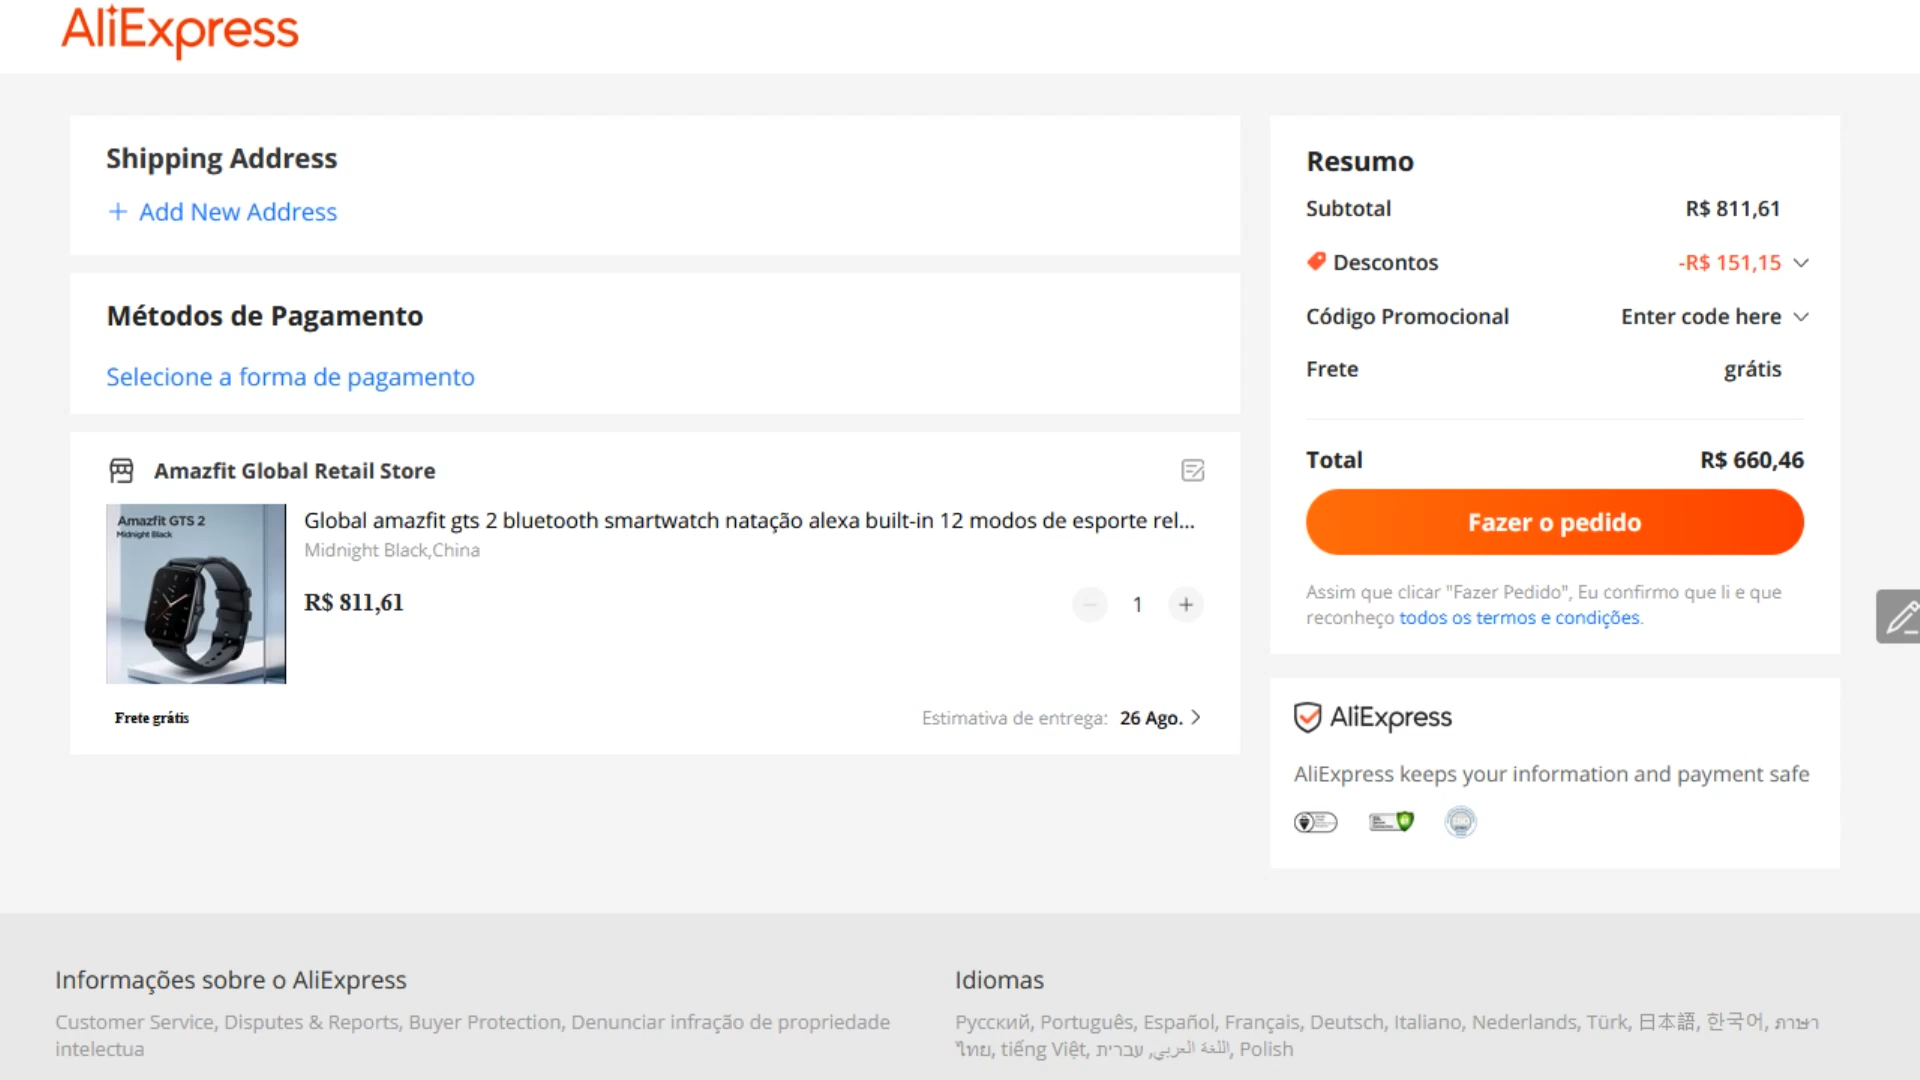 AliExpress
Shipping Address
+ Add New Address
Métodos de Pagamento
Selecione a forma de pagamento
Amazfit Global Retail Store
Amazfit GTS 2
Midnight Black
Global amazfit gts 2 bluetooth smartwatch natação alexa built-in 12 modos de esporte rel...
Midnight Black,China
R$ 811,61
1
Frete grátis
Estimativa de entrega: 26 Ago.
Resumo
Subtotal R$ 811,61
Descontos -R$ 151,15
Código Promocional Enter code here
Frete grátis
Total R$ 660,46
Fazer o pedido
Assim que clicar "Fazer Pedido", Eu confirmo que li e que
reconheço todos os termos e condições.
AliExpress
AliExpress keeps your information and payment safe
Informações sobre o AliExpress
Customer Service, Disputes & Reports, Buyer Protection, Denunciar infração de propriedade
intelectua
Idiomas
Русский, Português, Español, Français, Deutsch, Italiano, Nederlands, Türk, 日本語, 한국어, ภาษา
ไทย, tiếng Việt, اللغة العربي, עברית, Polish